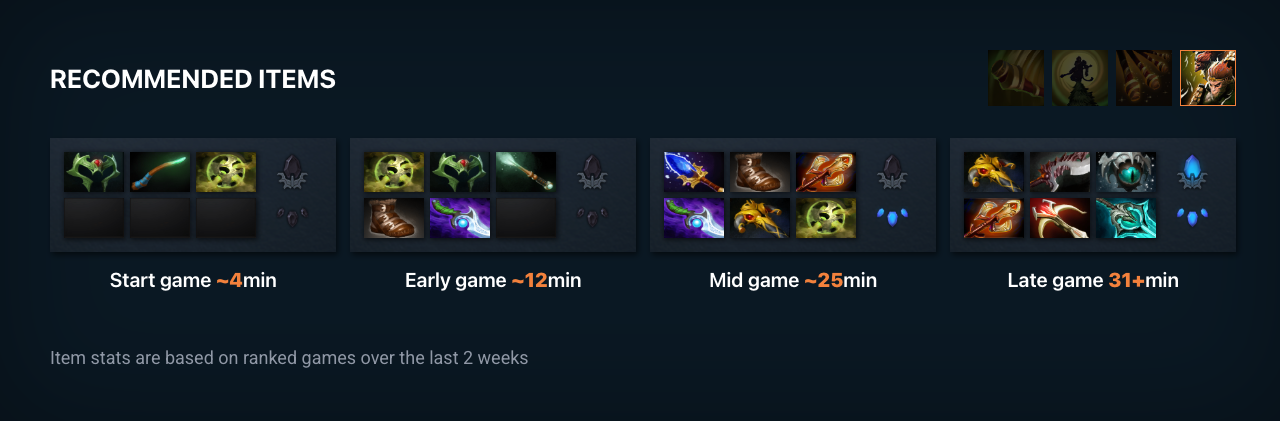 RECOMMENDED ITEMS
Start game ~4min
Early game ~12min
Mid game ~25min
Late game 31+min
Item stats are based on ranked games over the last 2 weeks